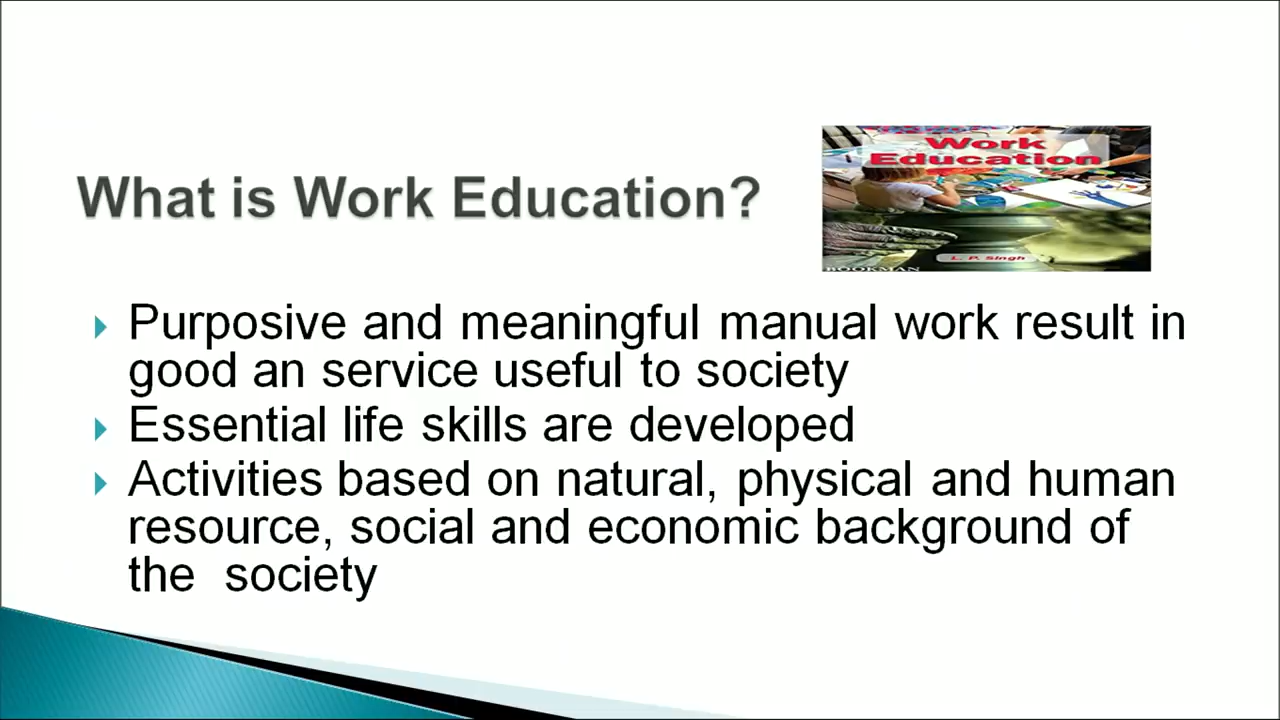 What is Work Education?
Work
Education
L. P. Singh
BOOKMAN
Purposive and meaningful manual work result in
good an service useful to society
Essential life skills are developed
Activities based on natural, physical and human
resource, social and economic background of
the society